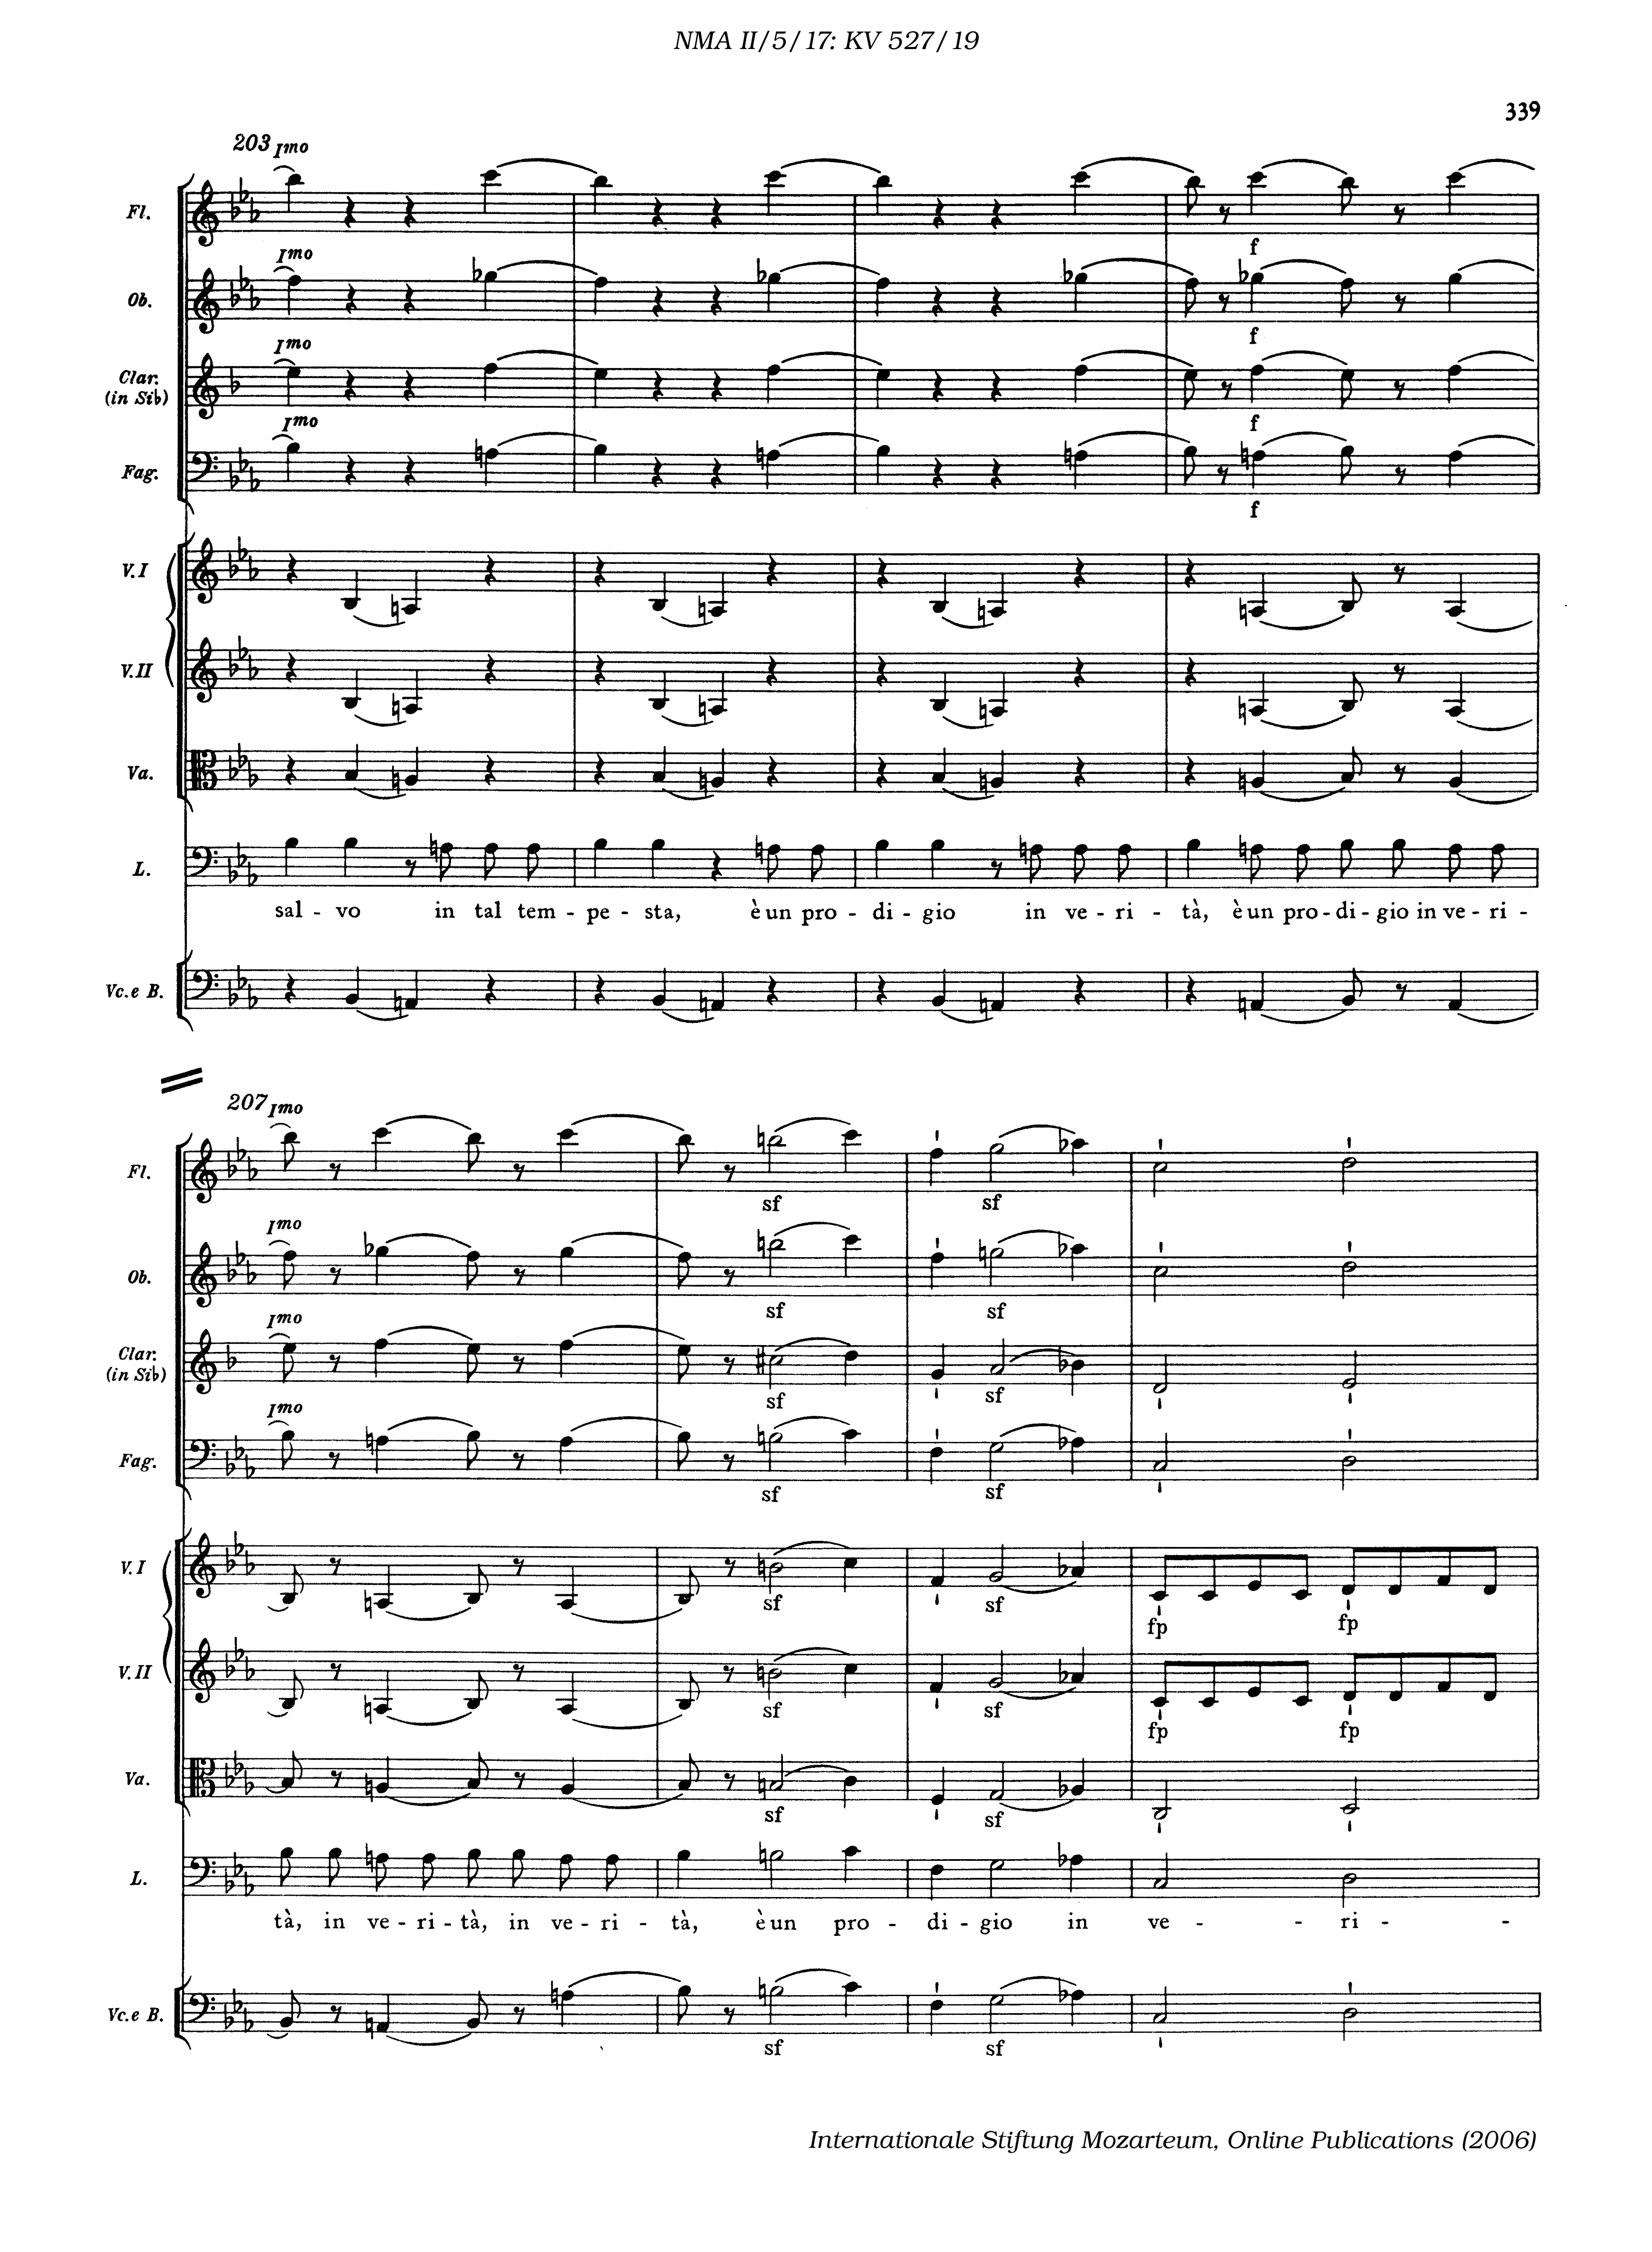 NMA II/5/17: KV 527/19
339
203 Imo
Fl.
f
Imo
Ob.
f
Imo
Clar.
(in Si♭)
f
Imo
Fag.
f
V. I
V. II
Va.
L.
sal - vo in tal tem - pe - sta, è un pro - di - gio in ve - ri - tà, è un pro - di - gio in ve - ri -
Vc. e B.
207 Imo
Fl.
sf sf
Imo
Ob.
sf sf
Imo
Clar.
(in Si♭)
sf sf
Imo
Fag.
sf sf
V. I
sf sf fp fp
V. II
sf sf fp fp
Va.
sf sf
L.
tà, in ve - ri - tà, in ve - ri - tà, è un pro - di - gio in ve - - ri - -
Vc. e B.
sf sf
Internationale Stiftung Mozarteum, Online Publications (2006)